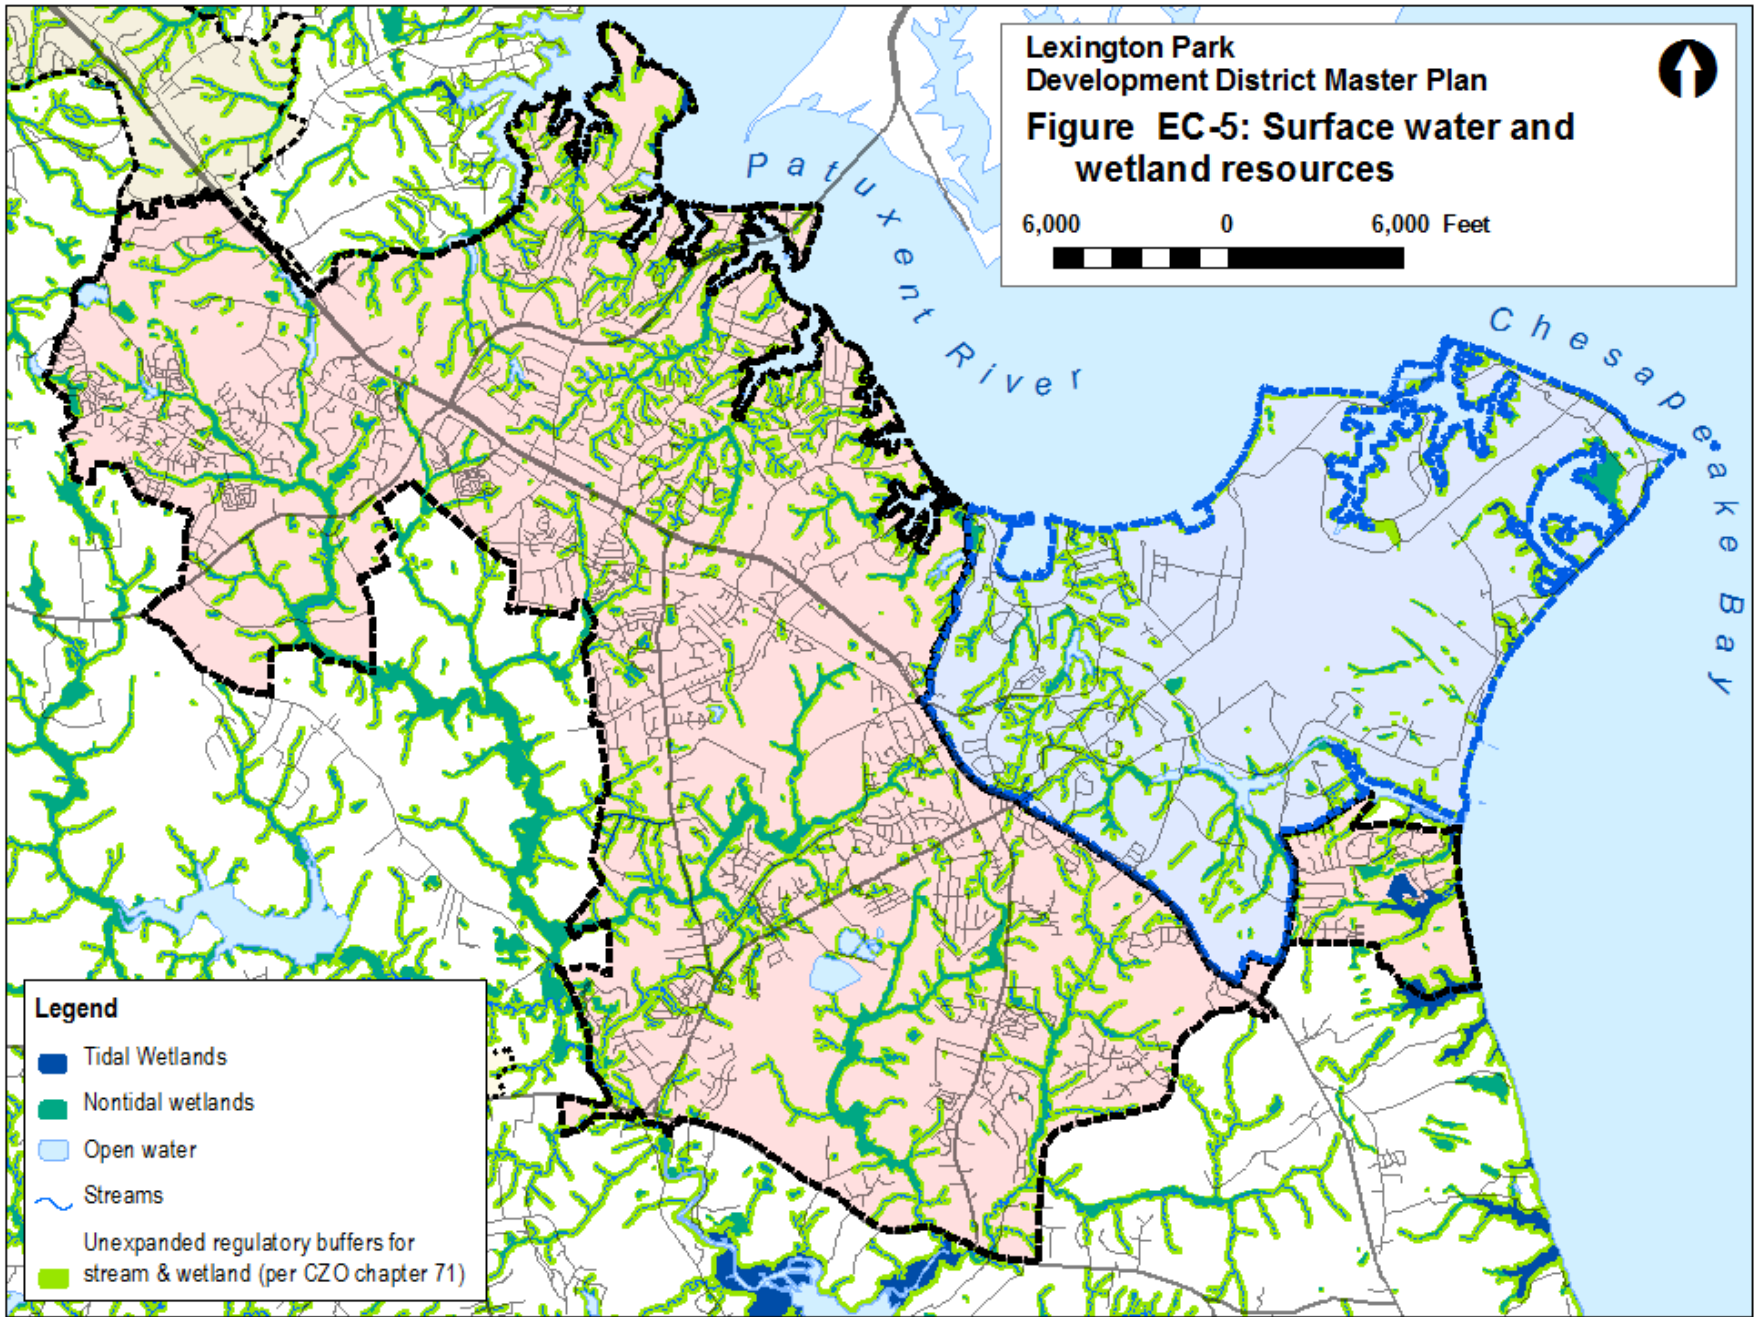 Lexington Park
Development District Master Plan
Figure EC-5: Surface water and
wetland resources
6,000 0 6,000 Feet
Patuxent River
Chesapeake Bay
Legend
Tidal Wetlands
Nontidal wetlands
Open water
Streams
Unexpanded regulatory buffers for
stream & wetland (per CZO chapter 71)